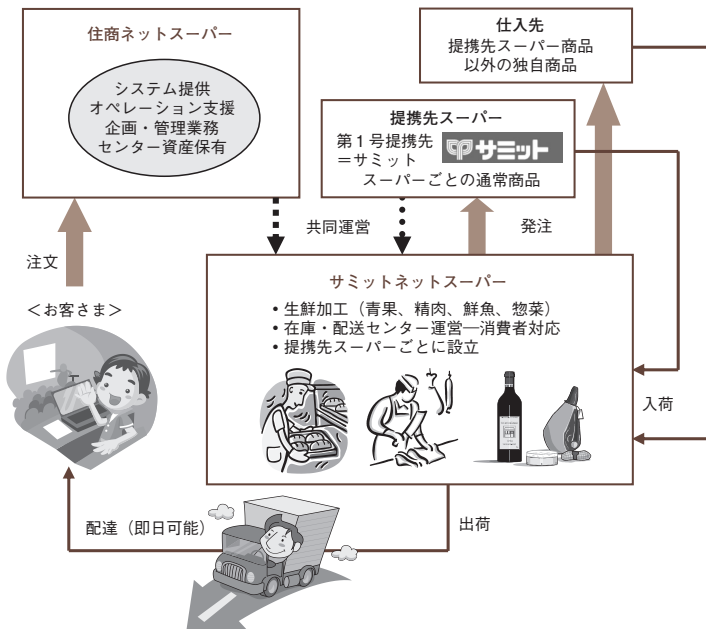 住商ネットスーパー
システム提供
オペレーション支援
企画・管理業務
センター資産保有
仕入先
提携先スーパー商品
以外の独自商品
提携先スーパー
第1号提携先
＝サミット
サミット
スーパーごとの通常商品
共同運営
発注
注文
＜お客さま＞
サミットネットスーパー
・生鮮加工（青果、精肉、鮮魚、惣菜）
・在庫・配送センター運営―消費者対応
・提携先スーパーごとに設立
入荷
配達（即日可能）
出荷